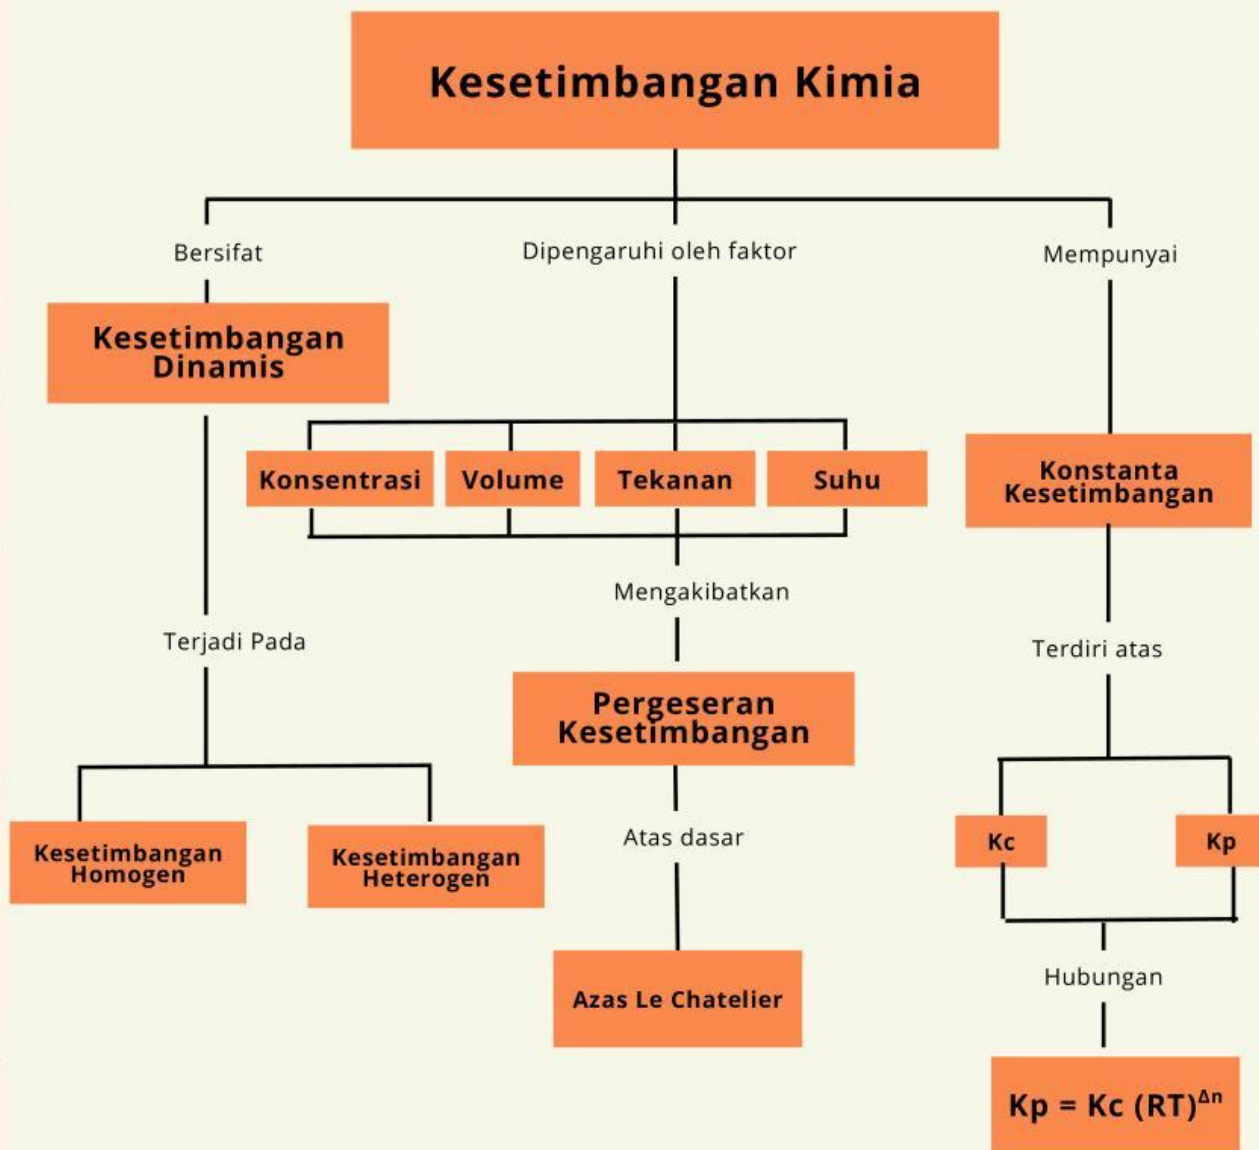 Kesetimbangan Kimia
Bersifat
Dipengaruhi oleh faktor
Mempunyai
Kesetimbangan
Dinamis
Konsentrasi
Volume
Tekanan
Suhu
Konstanta
Kesetimbangan
Mengakibatkan
Terjadi Pada
Terdiri atas
Pergeseran
Kesetimbangan
Kesetimbangan
Homogen
Kesetimbangan
Heterogen
Atas dasar
Kc
Kp
Azas Le Chatelier
Hubungan
Kp = Kc (RT)^Δn